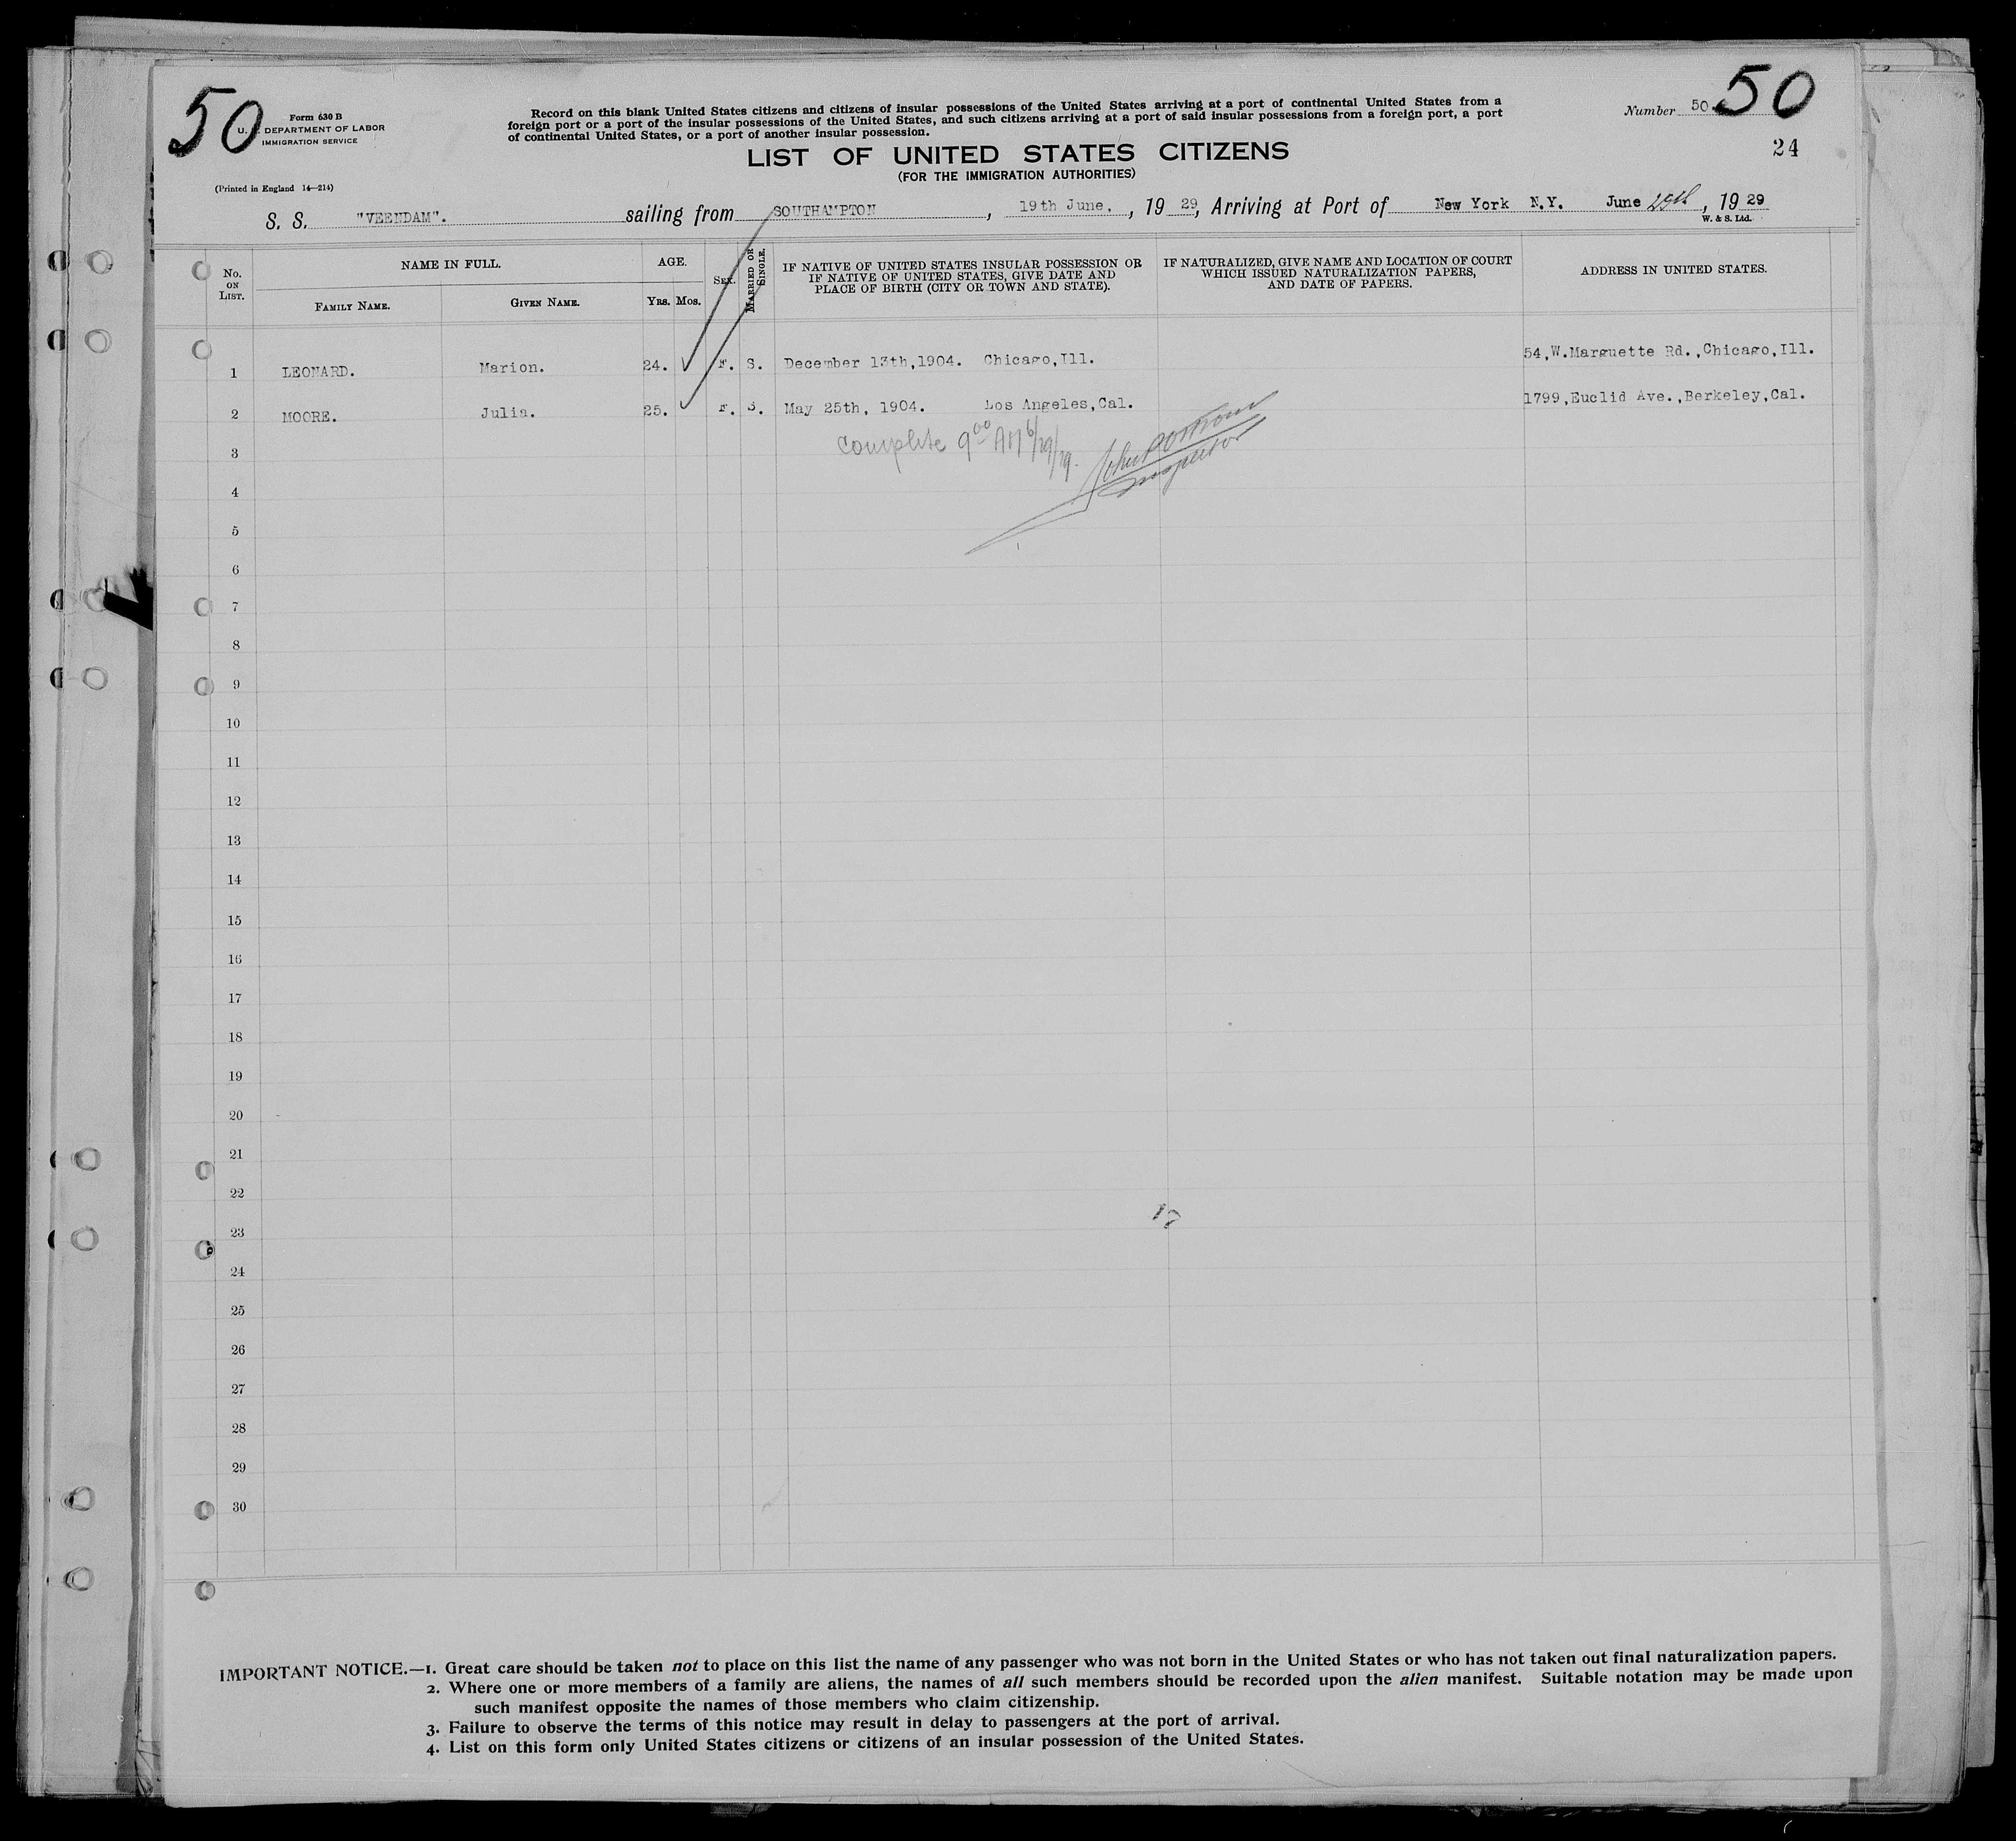 50
Form 630 B
U. S. DEPARTMENT OF LABOR
IMMIGRATION SERVICE
(Printed in England 14—214)
Record on this blank United States citizens and citizens of insular possessions of the United States arriving at a port of continental United States from a
foreign port or a port of the insular possessions of the United States, and such citizens arriving at a port of said insular possessions from a foreign port, a port
of continental United States, or a port of another insular possession.
LIST OF UNITED STATES CITIZENS
(FOR THE IMMIGRATION AUTHORITIES)
Number 50 50
24
S. S. "VEENDAM". sailing from SOUTHAMPTON , 19th June. , 19 29, Arriving at Port of New York N.Y. June 29th , 19 29
W. & S. Ltd.
No. ON LIST.
NAME IN FULL.
FAMILY NAME.
GIVEN NAME.
AGE.
YRS. MOS.
SEX.
MARRIED OR SINGLE.
IF NATIVE OF UNITED STATES INSULAR POSSESSION OR
IF NATIVE OF UNITED STATES, GIVE DATE AND
PLACE OF BIRTH (CITY OR TOWN AND STATE).
IF NATURALIZED, GIVE NAME AND LOCATION OF COURT
WHICH ISSUED NATURALIZATION PAPERS,
AND DATE OF PAPERS.
ADDRESS IN UNITED STATES.
1 LEONARD. Marion. 24. F. S. December 13th,1904. Chicago,Ill. 54,W.Marguette Rd.,Chicago,Ill.
2 MOORE. Julia. 25. F. S. May 25th, 1904. Los Angeles,Cal. 1799,Euclid Ave.,Berkeley,Cal.
3 complete 9 00 AM 6/29/29. John
Inspector
4
5
6
7
8
9
10
11
12
13
14
15
16
17
18
19
20
21
22
17
23
24
25
26
27
28
29
30
IMPORTANT NOTICE.—1. Great care should be taken not to place on this list the name of any passenger who was not born in the United States or who has not taken out final naturalization papers.
2. Where one or more members of a family are aliens, the names of all such members should be recorded upon the alien manifest. Suitable notation may be made upon
such manifest opposite the names of those members who claim citizenship.
3. Failure to observe the terms of this notice may result in delay to passengers at the port of arrival.
4. List on this form only United States citizens or citizens of an insular possession of the United States.